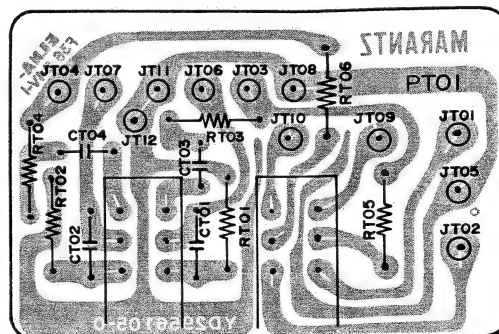 MARANTZ
JT04 JT07 JT11 JT06 JT03 JT08
RT06
PT01
RT04 CT04 JT12 RT03 JT10 JT09 JT01
RT02 CT03 JT05
CT02 CT01 RT01 RT05 JT02
YD2956T05-0